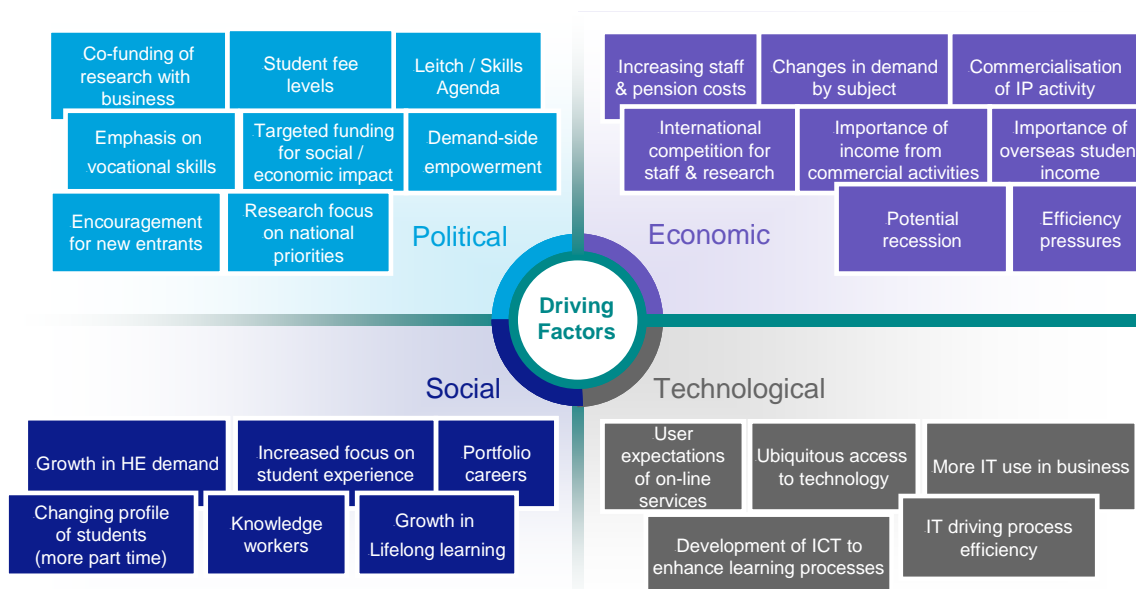 Co-funding of
research with
business
Student fee
levels
Leitch / Skills
Agenda
Emphasis on
vocational skills
Targeted funding
for social /
economic impact
Demand-side
empowerment
Encouragement
for new entrants
Research focus
on national
priorities
Political
Increasing staff
& pension costs
Changes in demand
by subject
Commercialisation
of IP activity
International
competition for
staff & research
Importance of
income from
commercial activities
Importance of
overseas student
income
Potential
recession
Efficiency
pressures
Economic
Driving
Factors
Social
Growth in HE demand
Increased focus on
student experience
Portfolio
careers
Changing profile
of students
(more part time)
Knowledge
workers
Growth in
Lifelong learning
Technological
User
expectations
of on-line
services
Ubiquitous access
to technology
More IT use in business
Development of ICT to
enhance learning processes
IT driving process
efficiency